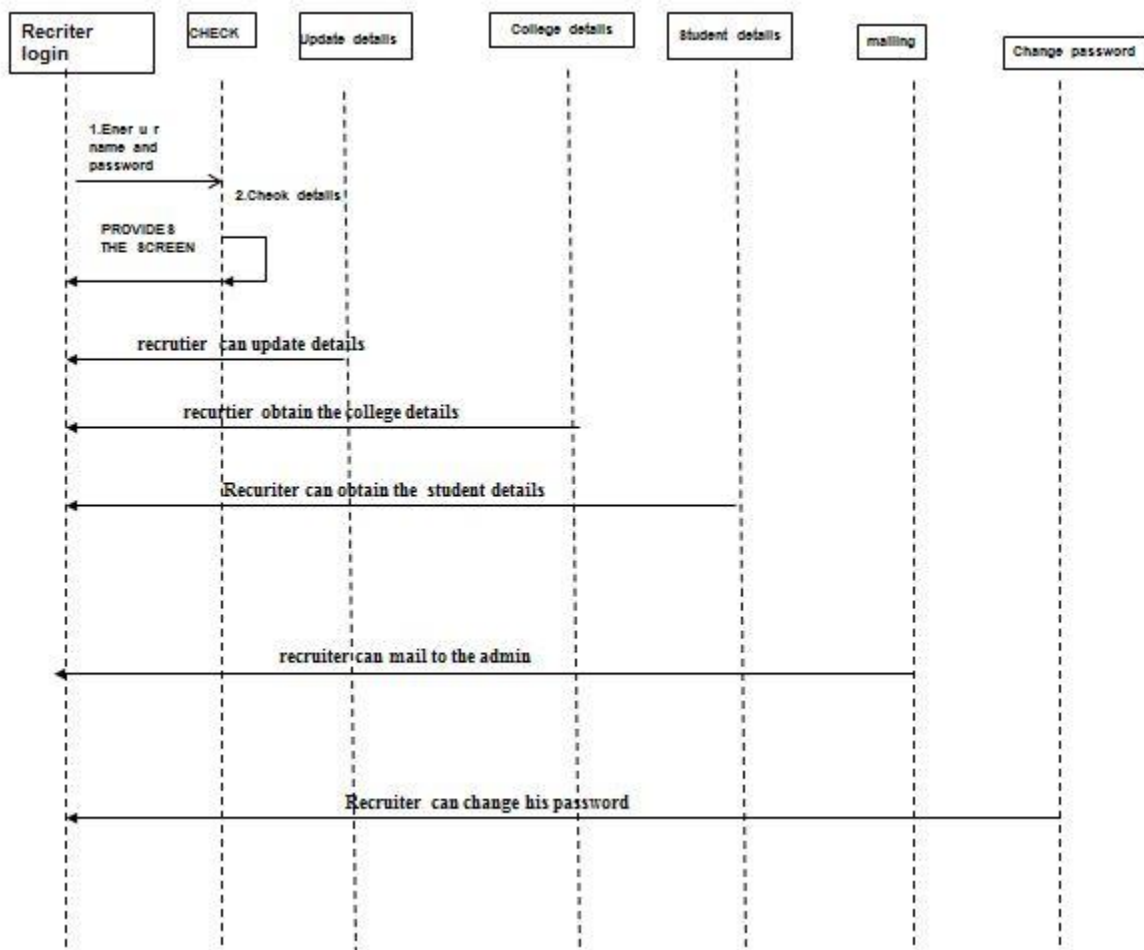 Recriter
login
CHECK
Update details
College details
Student details
mailing
Change password
1.Ener u r
name and
password
2.Check details
PROVIDES
THE SCREEN
recrutier can update details
recurtier obtain the college details
Recuriter can obtain the student details
recruiter can mail to the admin
Recruiter can change his password